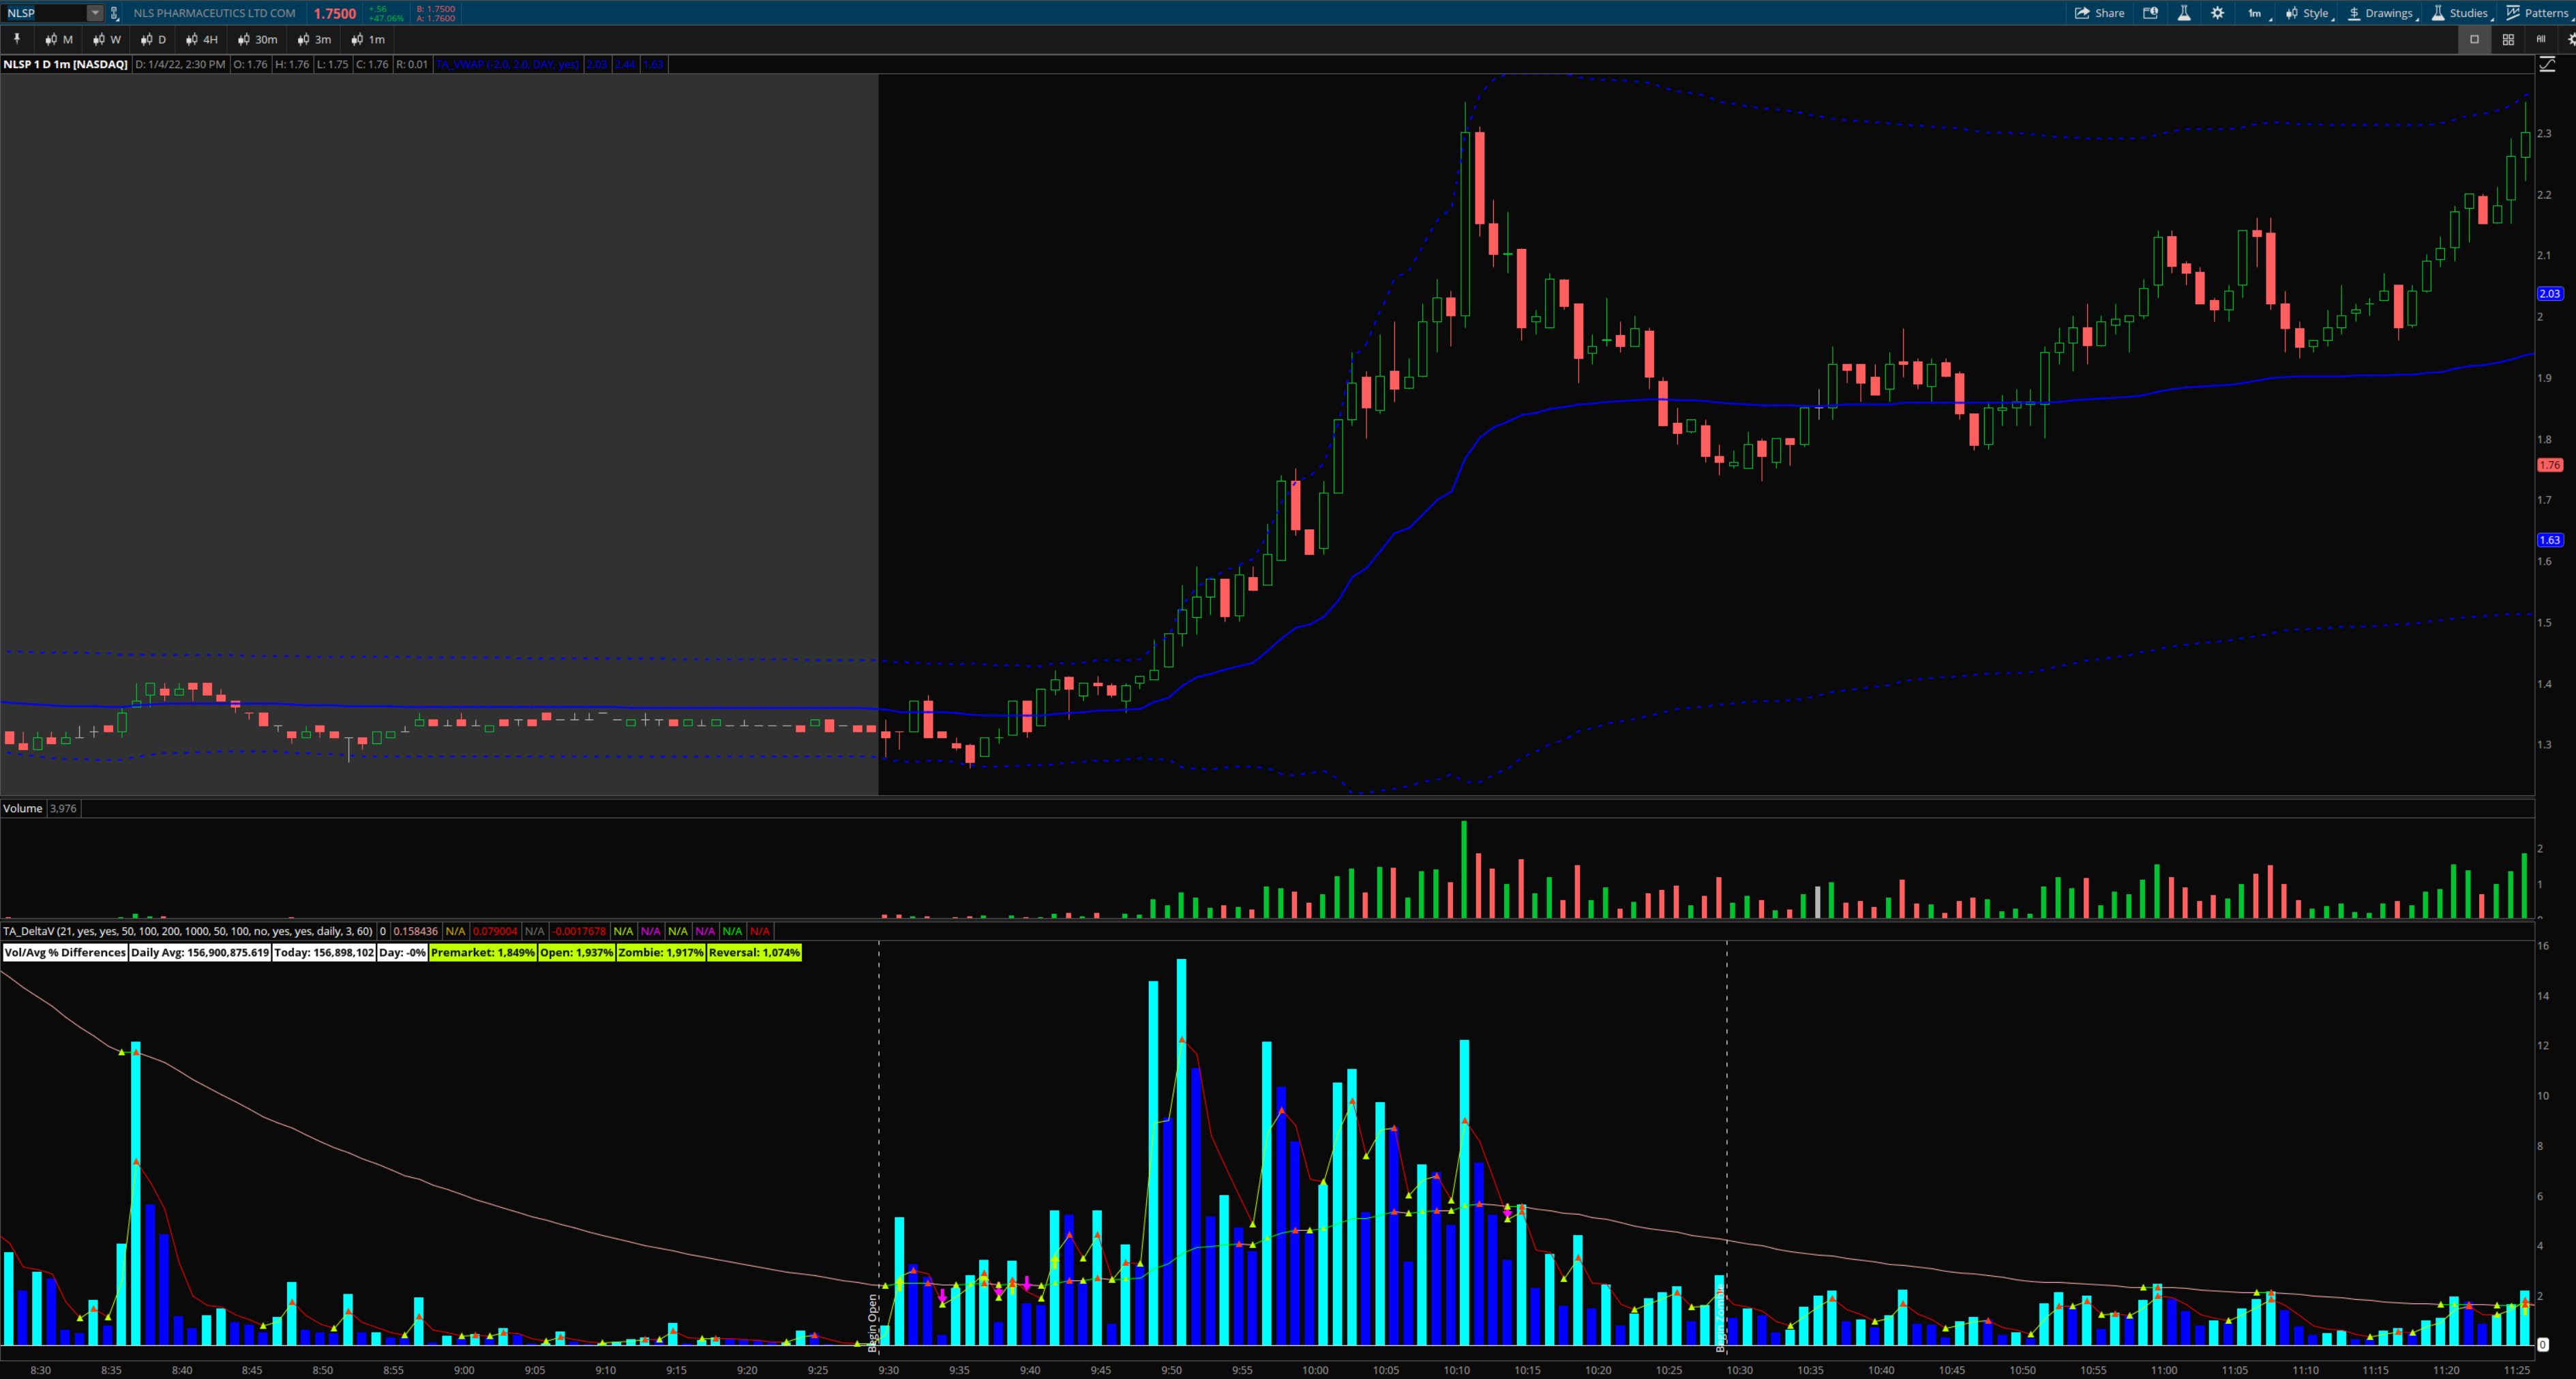 NLSP NLS PHARMACEUTICS LTD COM 1.7500 +.56 +47.06% B: 1.7500 A: 1.7600 Share 1m Style Drawings Studies Patterns
M W D 4H 30m 3m 1m All
NLSP 1 D 1m [NASDAQ] D: 1/4/22, 2:30 PM O: 1.76 H: 1.76 L: 1.75 C: 1.76 R: 0.01 TA_VWAP (-2.0, 2.0, DAY, yes) 2.03 2.44 1.63
2.3
2.2
2.1
2.03
2
1.9
1.8
1.76
1.7
1.63
1.6
1.5
1.4
1.3
Volume 3,976
2
1
TA_DeltaV (21, yes, yes, 50, 100, 200, 1000, 50, 100, no, yes, yes, daily, 3, 60) 0 0.158436 N/A 0.079004 N/A -0.0017678 N/A N/A N/A N/A N/A N/A
Vol/Avg % Differences Daily Avg: 156,900,875.619 Today: 156,898,102 Day: -0% Premarket: 1,849% Open: 1,937% Zombie: 1,917% Reversal: 1,074%
16
14
12
10
8
6
4
2
0
Begin Open
Begin Zombie
8:30 8:35 8:40 8:45 8:50 8:55 9:00 9:05 9:10 9:15 9:20 9:25 9:30 9:35 9:40 9:45 9:50 9:55 10:00 10:05 10:10 10:15 10:20 10:25 10:30 10:35 10:40 10:45 10:50 10:55 11:00 11:05 11:10 11:15 11:20 11:25